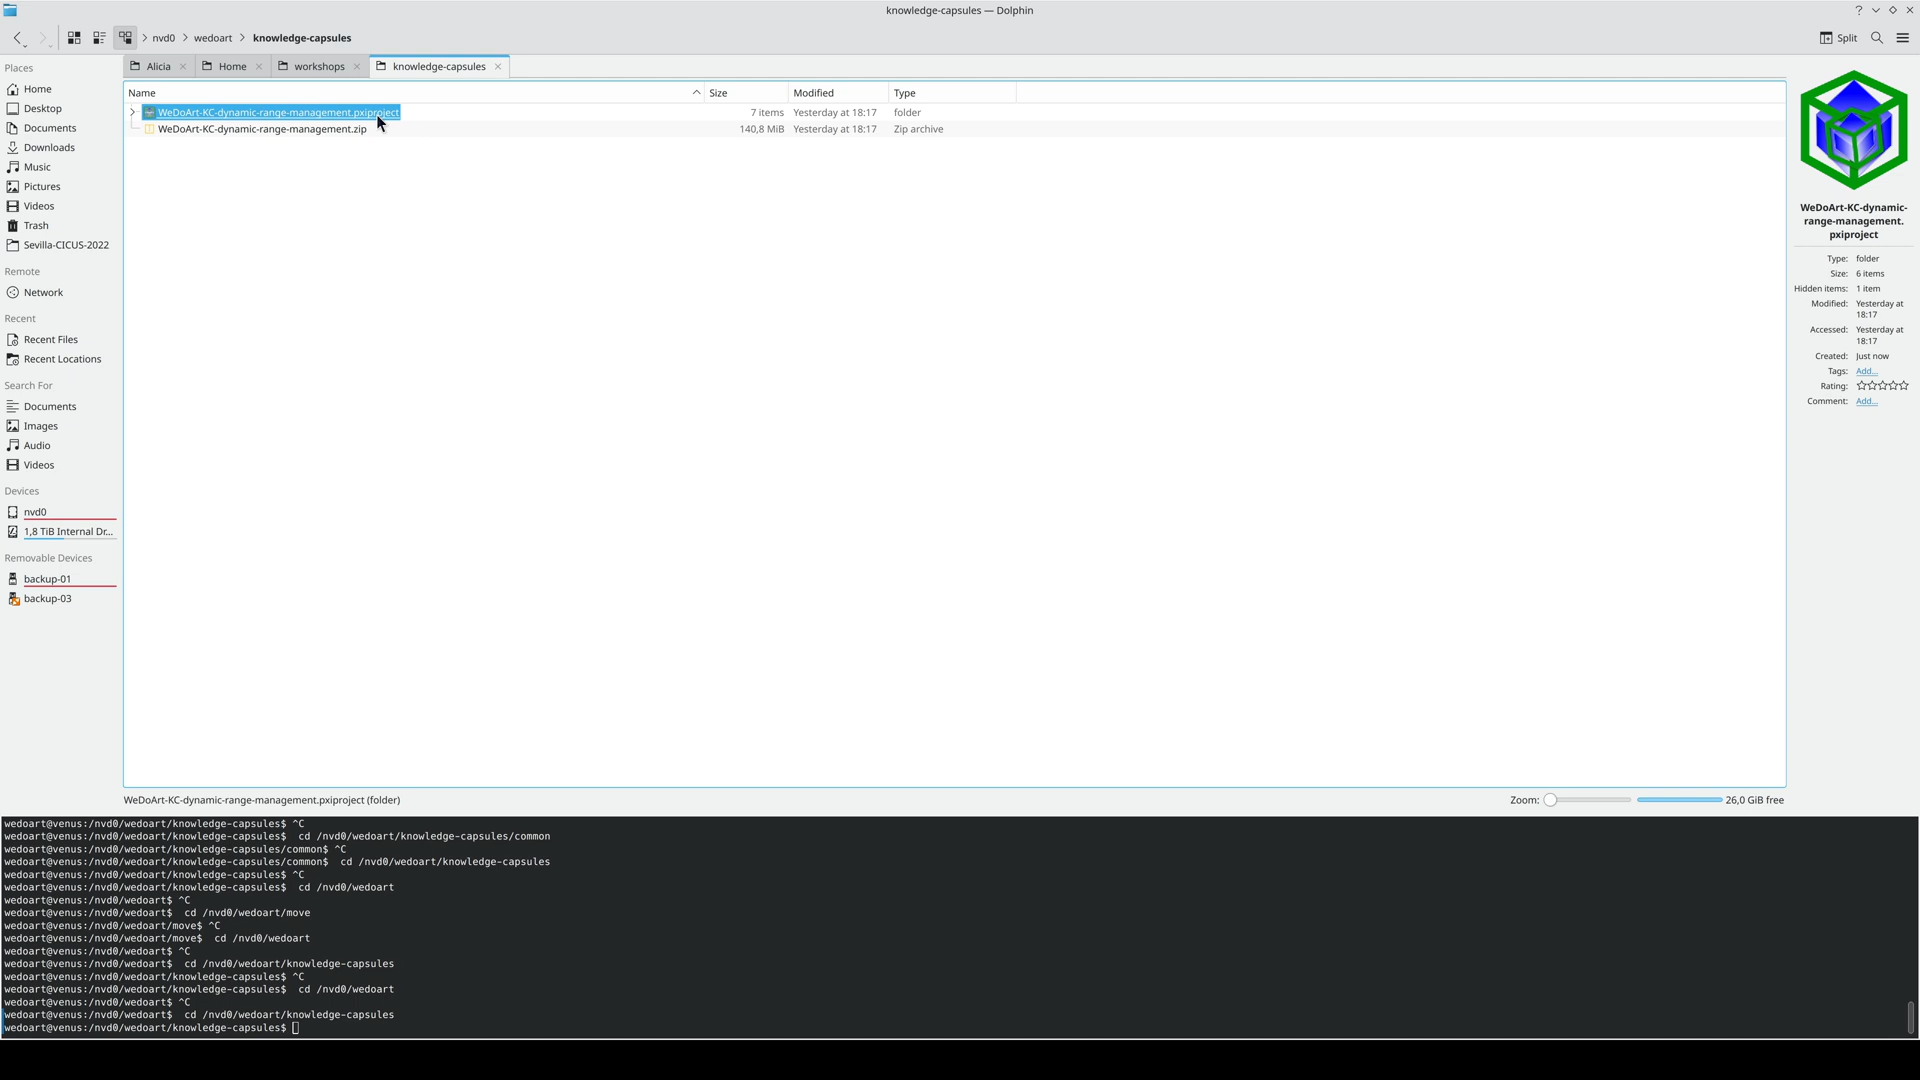 knowledge-capsules — Dolphin
nvd0 wedoart knowledge-capsules
Split
Alicia
Home
workshops
knowledge-capsules
Places
Home
Desktop
Documents
Downloads
Music
Pictures
Videos
Trash
Sevilla-CICUS-2022
Remote
Network
Recent
Recent Files
Recent Locations
Search For
Documents
Images
Audio
Videos
Devices
nvd0
1,8 TiB Internal Dr...
Removable Devices
backup-01
backup-03
Name Size Modified Type
WeDoArt-KC-dynamic-range-management.pxiproject 7 items Yesterday at 18:17 folder
WeDoArt-KC-dynamic-range-management.zip 140,8 MiB Yesterday at 18:17 Zip archive
WeDoArt-KC-dynamic-
range-management.
pxiproject
Type: folder
Size: 6 items
Hidden items: 1 item
Modified: Yesterday at
18:17
Accessed: Yesterday at
18:17
Created: Just now
Tags: Add...
Rating:
Comment: Add...
WeDoArt-KC-dynamic-range-management.pxiproject (folder)
Zoom: 26,0 GiB free
wedoart@venus:/nvd0/wedoart/knowledge-capsules$ ^C
wedoart@venus:/nvd0/wedoart/knowledge-capsules$  cd /nvd0/wedoart/knowledge-capsules/common
wedoart@venus:/nvd0/wedoart/knowledge-capsules/common$ ^C
wedoart@venus:/nvd0/wedoart/knowledge-capsules/common$  cd /nvd0/wedoart/knowledge-capsules
wedoart@venus:/nvd0/wedoart/knowledge-capsules$ ^C
wedoart@venus:/nvd0/wedoart/knowledge-capsules$  cd /nvd0/wedoart
wedoart@venus:/nvd0/wedoart$ ^C
wedoart@venus:/nvd0/wedoart$  cd /nvd0/wedoart/move
wedoart@venus:/nvd0/wedoart/move$ ^C
wedoart@venus:/nvd0/wedoart/move$  cd /nvd0/wedoart
wedoart@venus:/nvd0/wedoart$ ^C
wedoart@venus:/nvd0/wedoart$  cd /nvd0/wedoart/knowledge-capsules
wedoart@venus:/nvd0/wedoart/knowledge-capsules$ ^C
wedoart@venus:/nvd0/wedoart/knowledge-capsules$  cd /nvd0/wedoart
wedoart@venus:/nvd0/wedoart$ ^C
wedoart@venus:/nvd0/wedoart$  cd /nvd0/wedoart/knowledge-capsules
wedoart@venus:/nvd0/wedoart/knowledge-capsules$